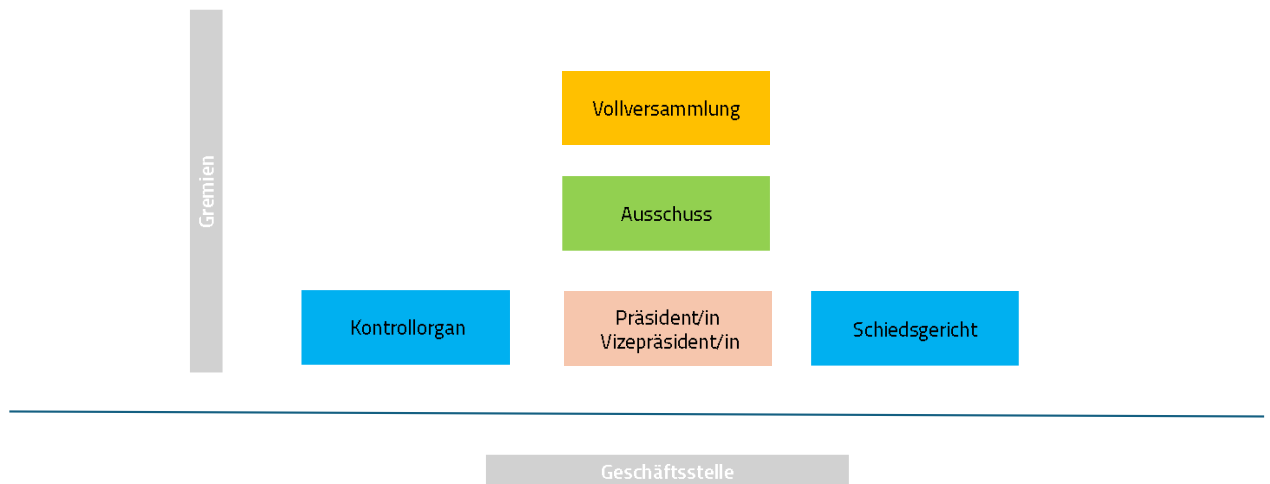 Gremien
Vollversammlung
Ausschuss
Kontrollorgan
Präsident/in
Vizepräsident/in
Schiedsgericht
Geschäftsstelle